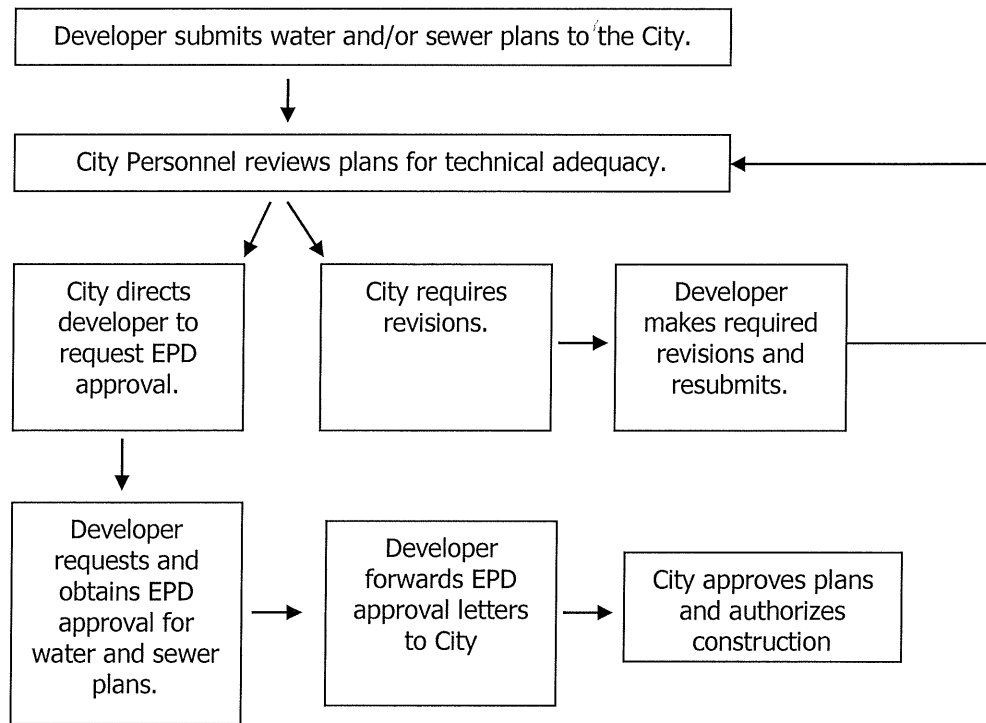 Developer submits water and/or sewer plans to the City.
City Personnel reviews plans for technical adequacy.
City directs
developer to
request EPD
approval.
City requires
revisions.
Developer
makes required
revisions and
resubmits.
Developer
requests and
obtains EPD
approval for
water and sewer
plans.
Developer
forwards EPD
approval letters
to City
City approves plans
and authorizes
construction